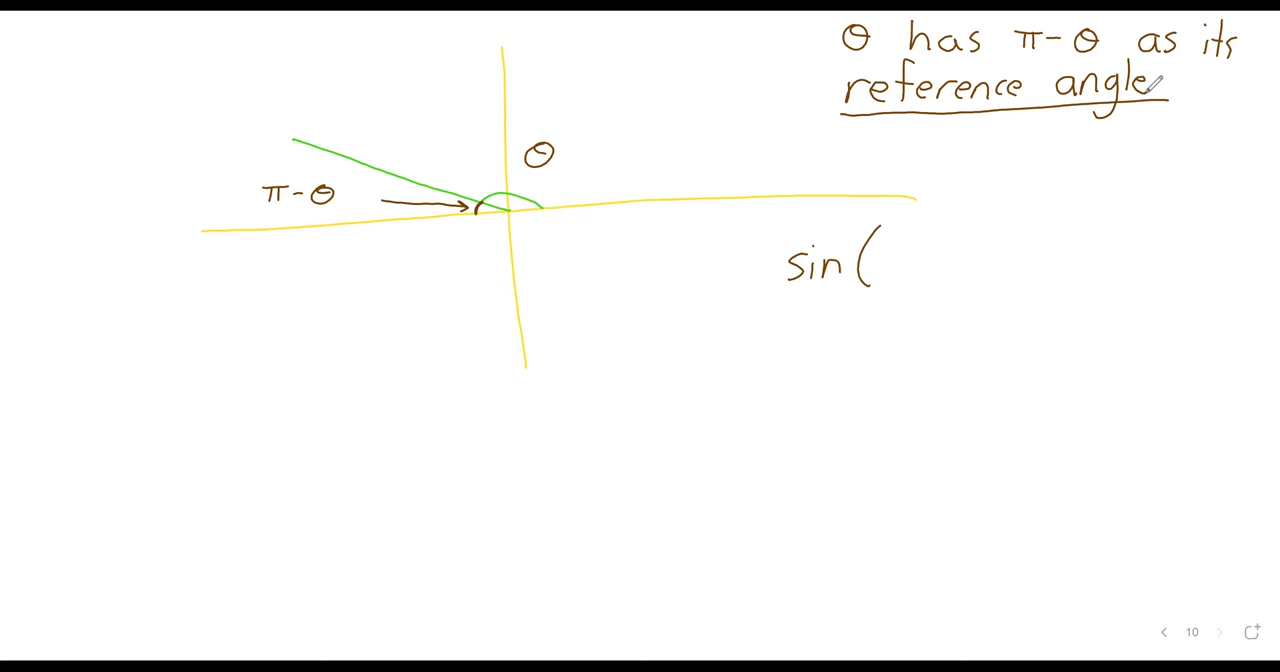 θ has π-θ as its
reference angle
θ
π-θ
sin(
10